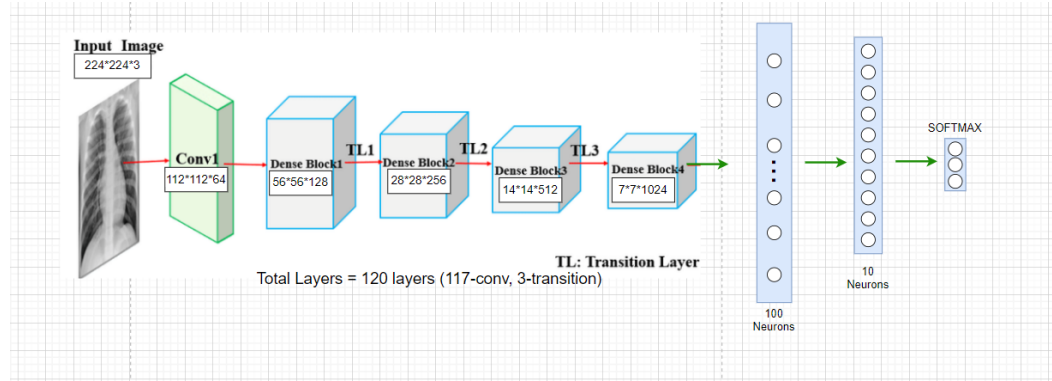 Input Image
224*224*3
Conv1
112*112*64
Dense Block1
56*56*128
TL1
Dense Block2
28*28*256
TL2
Dense Block3
14*14*512
TL3
Dense Block4
7*7*1024
TL: Transition Layer
Total Layers = 120 layers (117-conv, 3-transition)
100
Neurons
10
Neurons
SOFTMAX